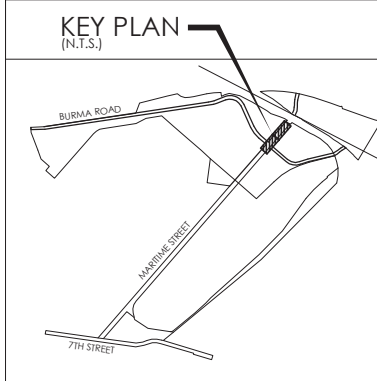 KEY PLAN
(N.T.S.)
BURMA ROAD
MARITIME STREET
7TH STREET